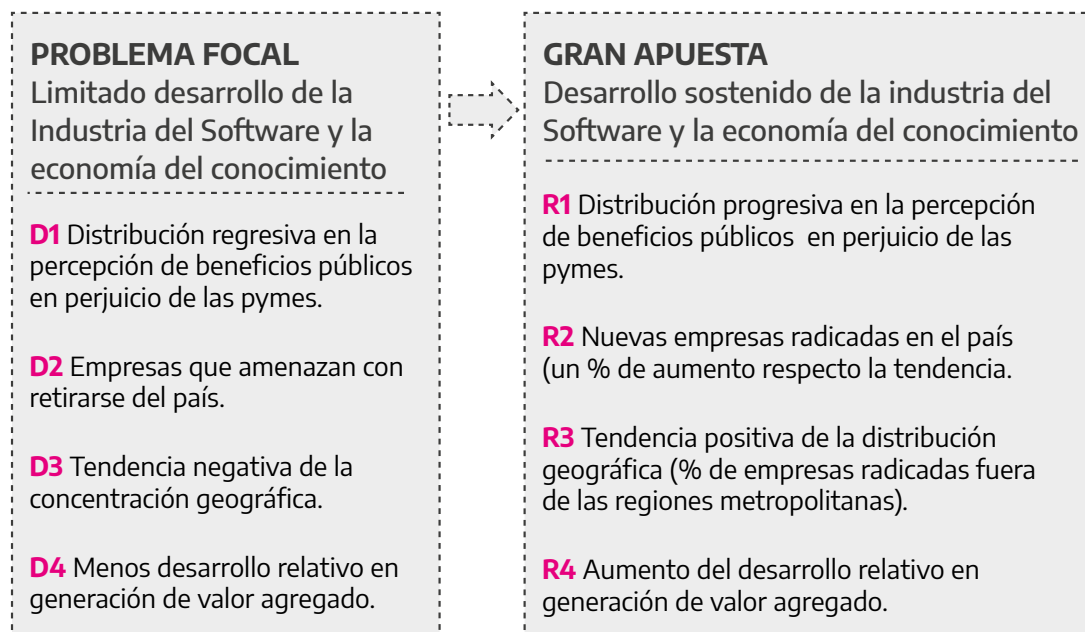 PROBLEMA FOCAL
Limitado desarrollo de la
Industria del Software y la
economía del conocimiento
D1 Distribución regresiva en la
percepción de beneficios públicos
en perjuicio de las pymes.
D2 Empresas que amenazan con
retirarse del país.
D3 Tendencia negativa de la
concentración geográfica.
D4 Menos desarrollo relativo en
generación de valor agregado.
GRAN APUESTA
Desarrollo sostenido de la industria del
Software y la economía del conocimiento
R1 Distribución progresiva en la percepción
de beneficios públicos en perjuicio de las
pymes.
R2 Nuevas empresas radicadas en el país
(un % de aumento respecto la tendencia.
R3 Tendencia positiva de la distribución
geográfica (% de empresas radicadas fuera
de las regiones metropolitanas).
R4 Aumento del desarrollo relativo en
generación de valor agregado.